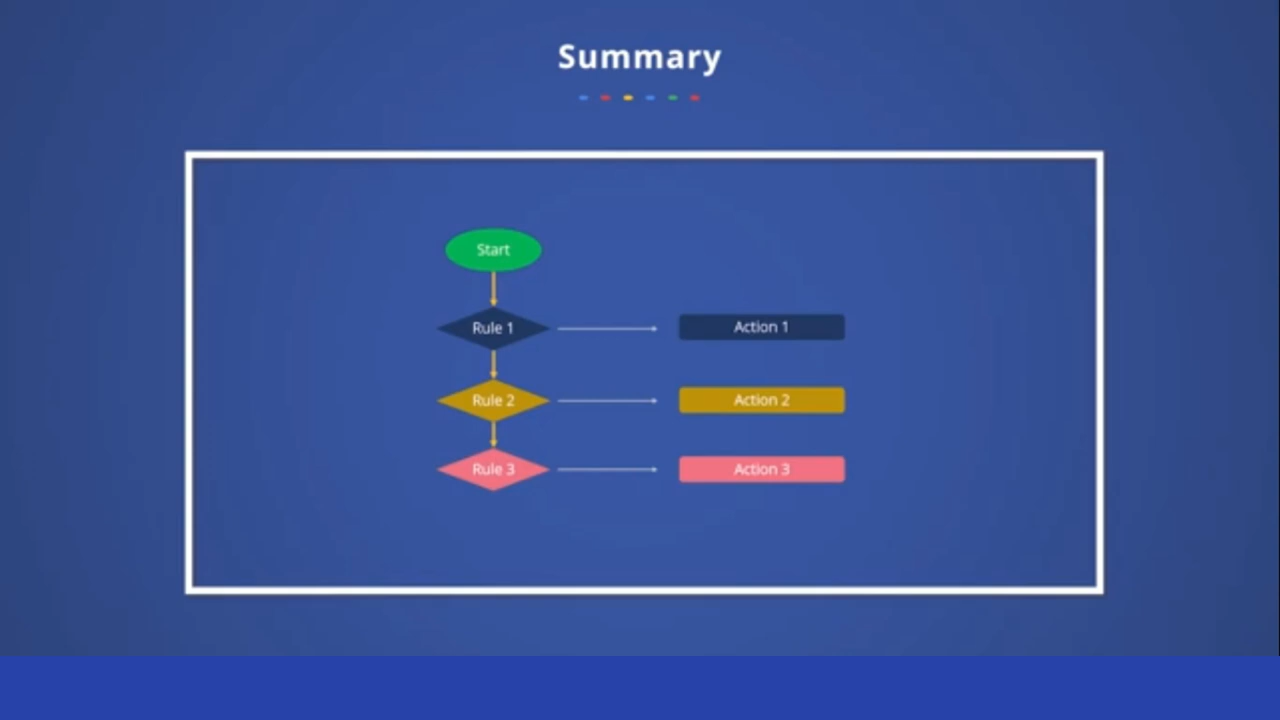 Summary
Start
Rule 1
Action 1
Rule 2
Action 2
Rule 3
Action 3